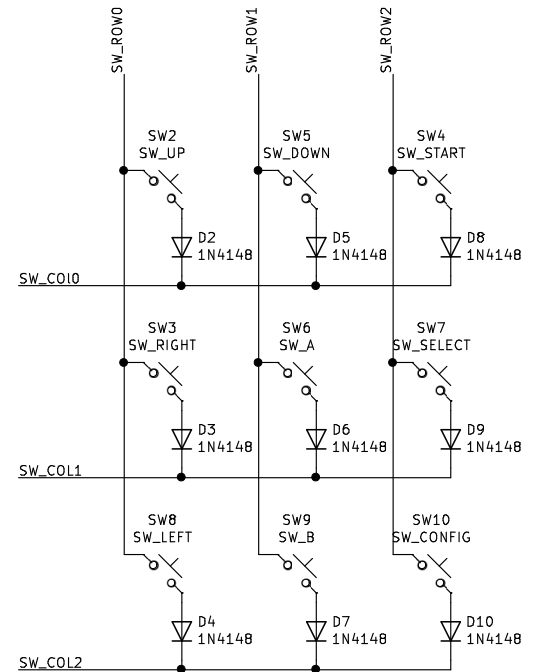 SW_ROW0
SW_ROW1
SW_ROW2
SW2
SW_UP
SW5
SW_DOWN
SW4
SW_START
D2
1N4148
D5
1N4148
D8
1N4148
SW_COl0
SW3
SW_RIGHT
SW6
SW_A
SW7
SW_SELECT
D3
1N4148
D6
1N4148
D9
1N4148
SW_COL1
SW8
SW_LEFT
SW9
SW_B
SW10
SW_CONFIG
D4
1N4148
D7
1N4148
D10
1N4148
SW_COL2